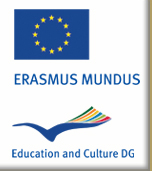 ERASMUS MUNDUS
Education and Culture DG